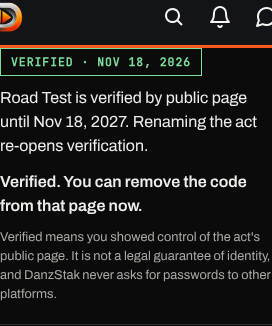 VERIFIED · NOV 18, 2026
Road Test is verified by public page
until Nov 18, 2027. Renaming the act
re-opens verification.
Verified. You can remove the code
from that page now.
Verified means you showed control of the act's
public page. It is not a legal guarantee of identity,
and DanzStak never asks for passwords to other
platforms.